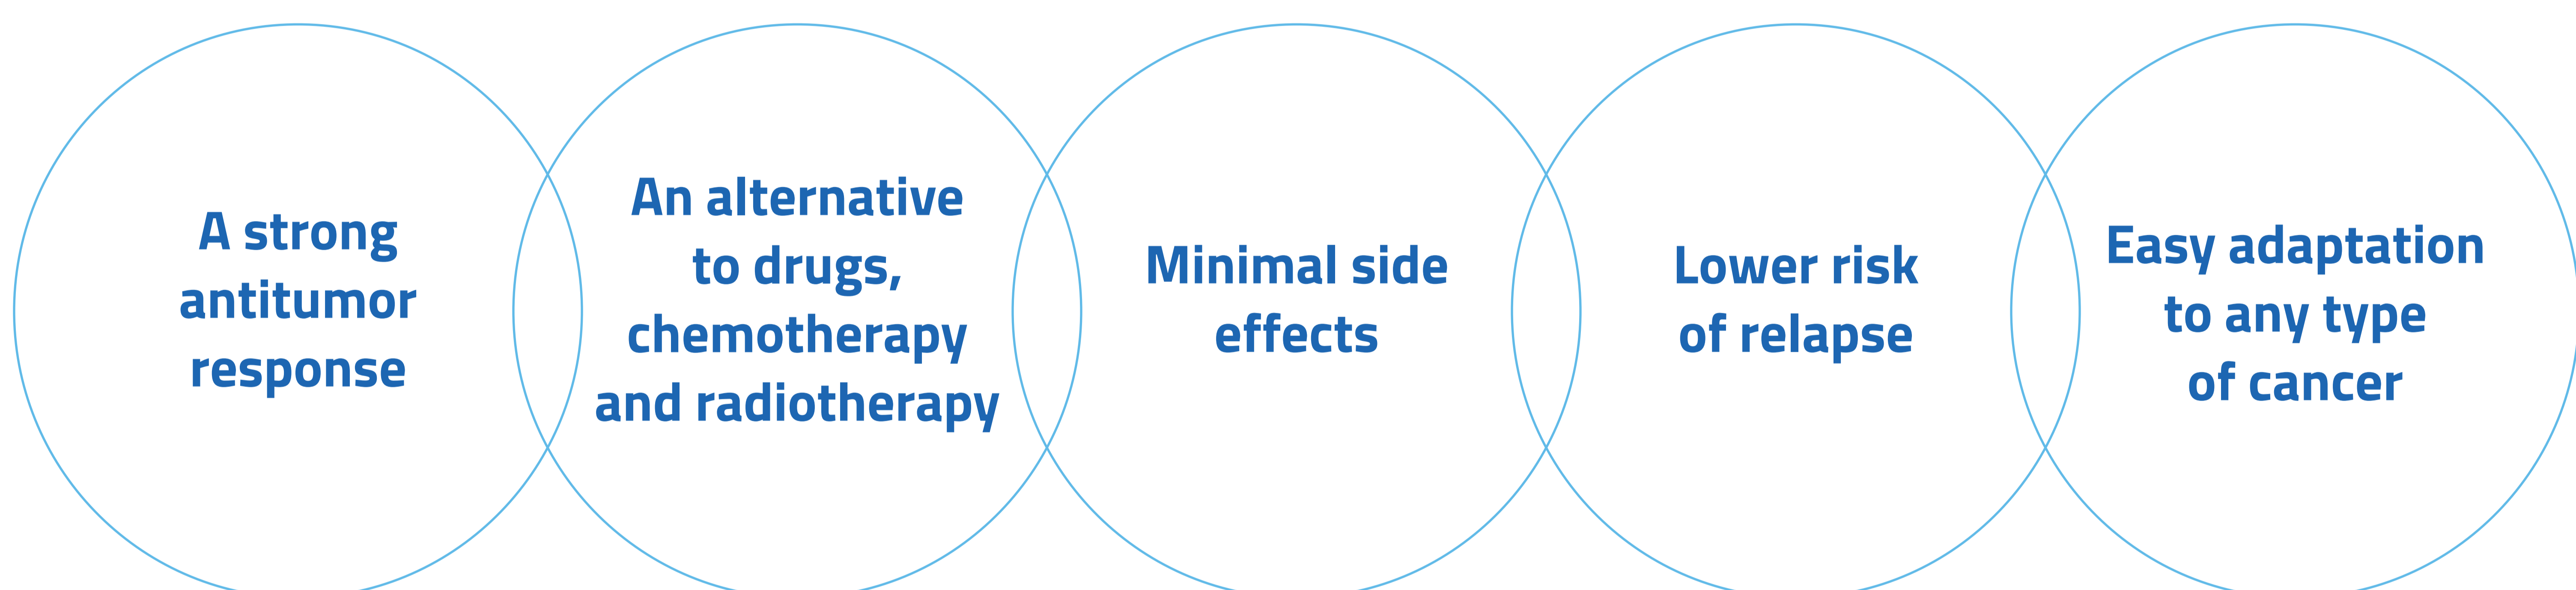 A strong
antitumor
response
An alternative
to drugs,
chemotherapy
and radiotherapy
Minimal side
effects
Lower risk
of relapse
Easy adaptation
to any type
of cancer